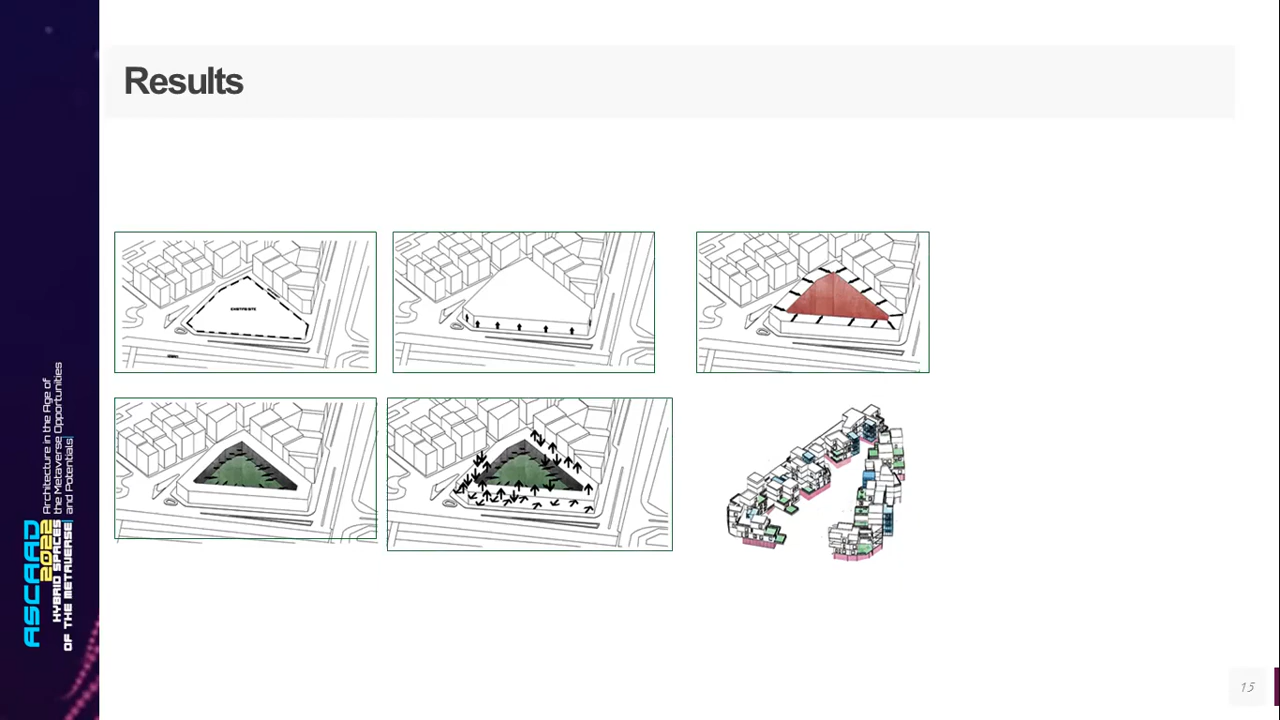 Results
ASCAAD
2022
HYBRID SPACES
OF THE METAVERSE|
Architecture in the Age of
the Metaverse Opportunities
and Potentials|
15